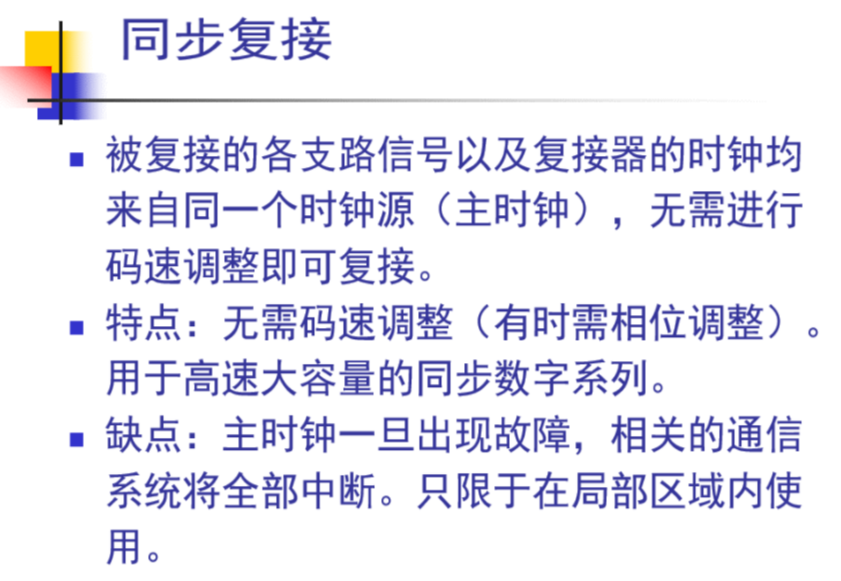 同步复接
被复接的各支路信号以及复接器的时钟均
来自同一个时钟源（主时钟），无需进行
码速调整即可复接。
特点：无需码速调整（有时需相位调整）。
用于高速大容量的同步数字系列。
缺点：主时钟一旦出现故障，相关的通信
系统将全部中断。只限于在局部区域内使
用。